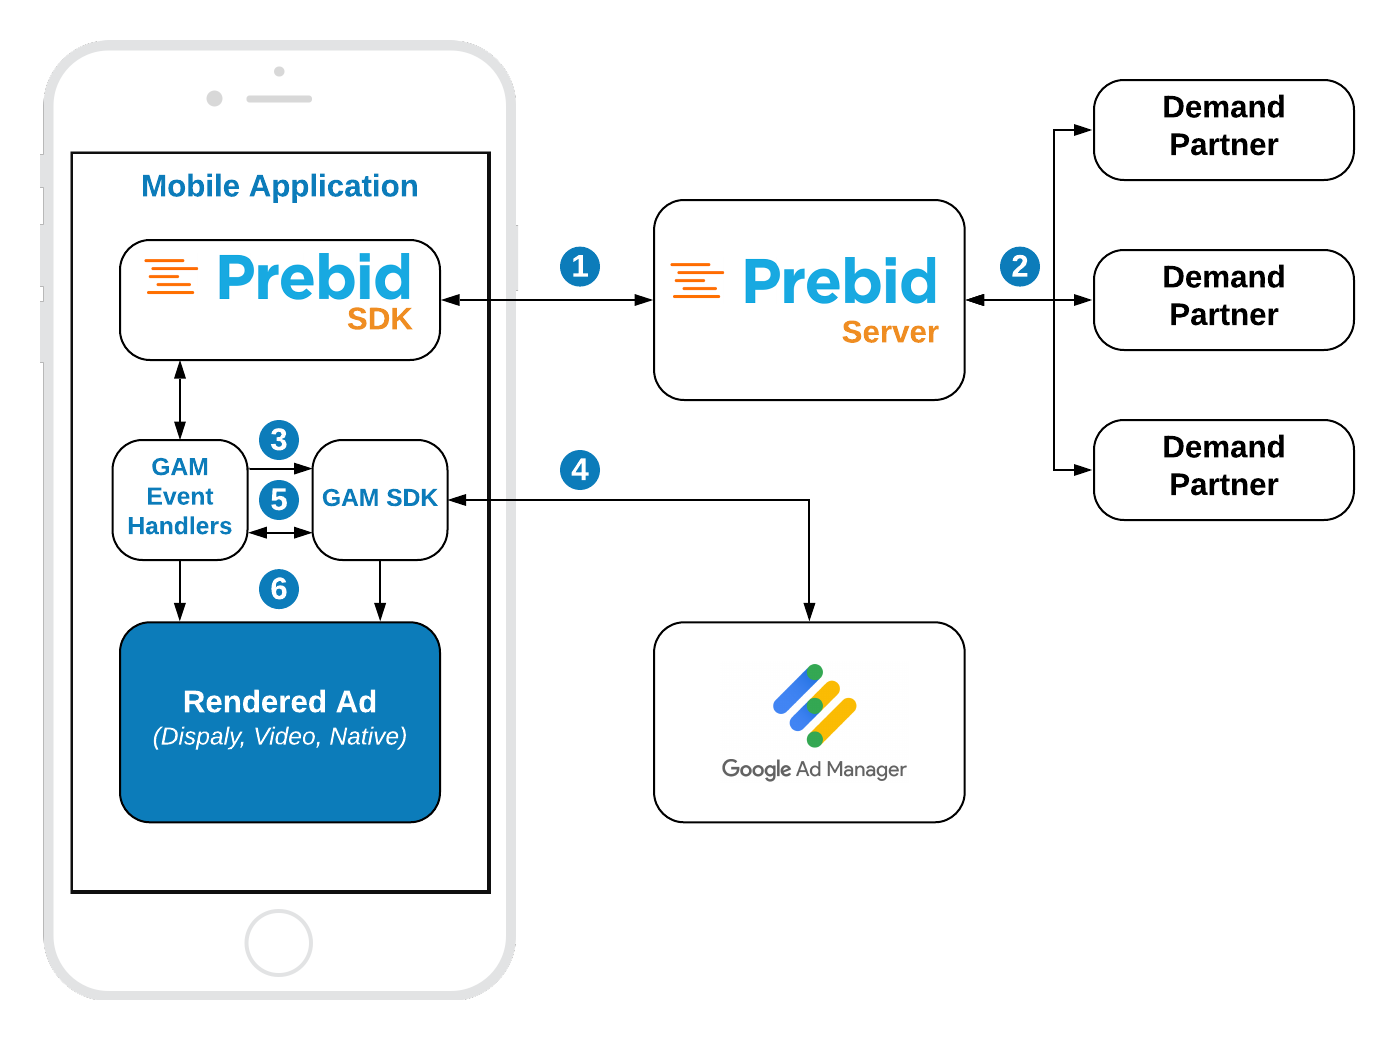 Mobile Application
Prebid
SDK
1
Prebid
Server
2
Demand
Partner
Demand
Partner
Demand
Partner
3
GAM
Event
Handlers
5
GAM SDK
4
6
Rendered Ad
(Dispaly, Video, Native)
Google Ad Manager